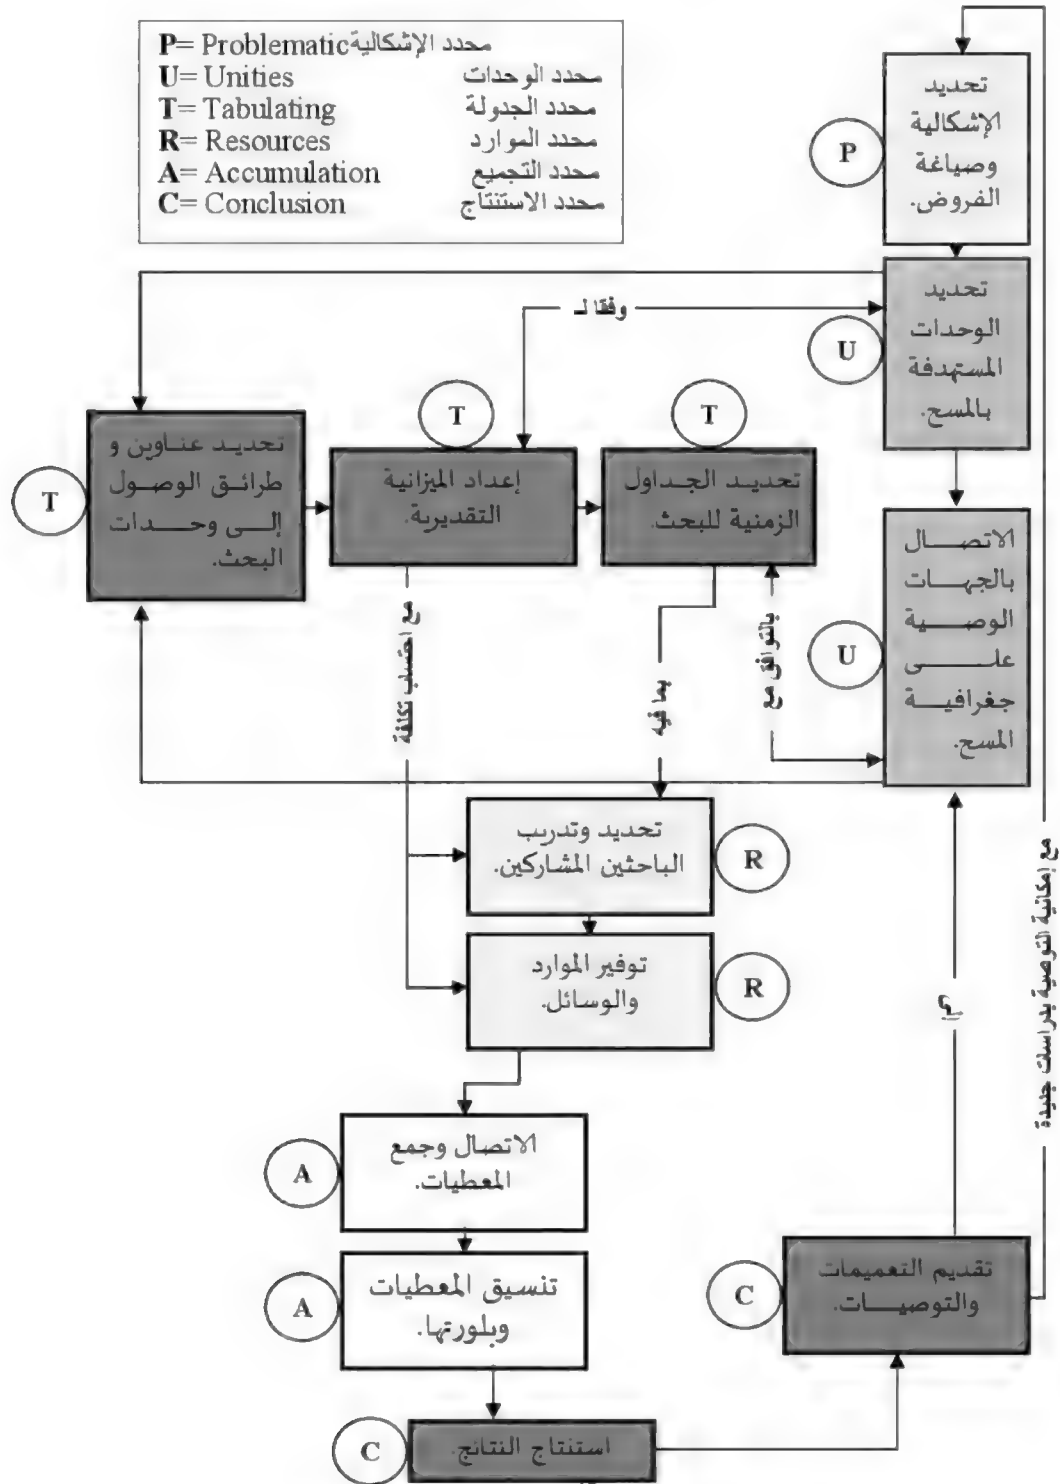 P= Problematic محدد الإشكالية
U= Unities محدد الوحدات
T= Tabulating محدد الجدولة
R= Resources محدد الموارد
A= Accumulation محدد التجميع
C= Conclusion محدد الاستنتاج
تحديد
الإشكالية
وصياغة
الفروض.
P
تحديد
الوحدات
المستهدفة
بالمسح.
U
وفقا لـ
T
T
تحديد عناوين و
طرائق الوصول
إلى وحدات
البحث.
T
إعداد الميزانية
التقديرية.
تحديد الجداول
الزمنية للبحث.
الاتصال
بالجهات
الوصية
على
جغرافية
المسح.
U
مع احتساب تكلفة
بما فيه
بالتوافق مع
تحديد وتدريب
الباحثين المشاركين.
R
توفير الموارد
والوسائل.
R
إلى
مع إمكانية التوصية بدراسات جديدة
الاتصال وجمع
المعطيات.
A
تنسيق المعطيات
وبلورتها.
A
تقديم التعميمات
والتوصيات.
C
استنتاج النتائج.
C